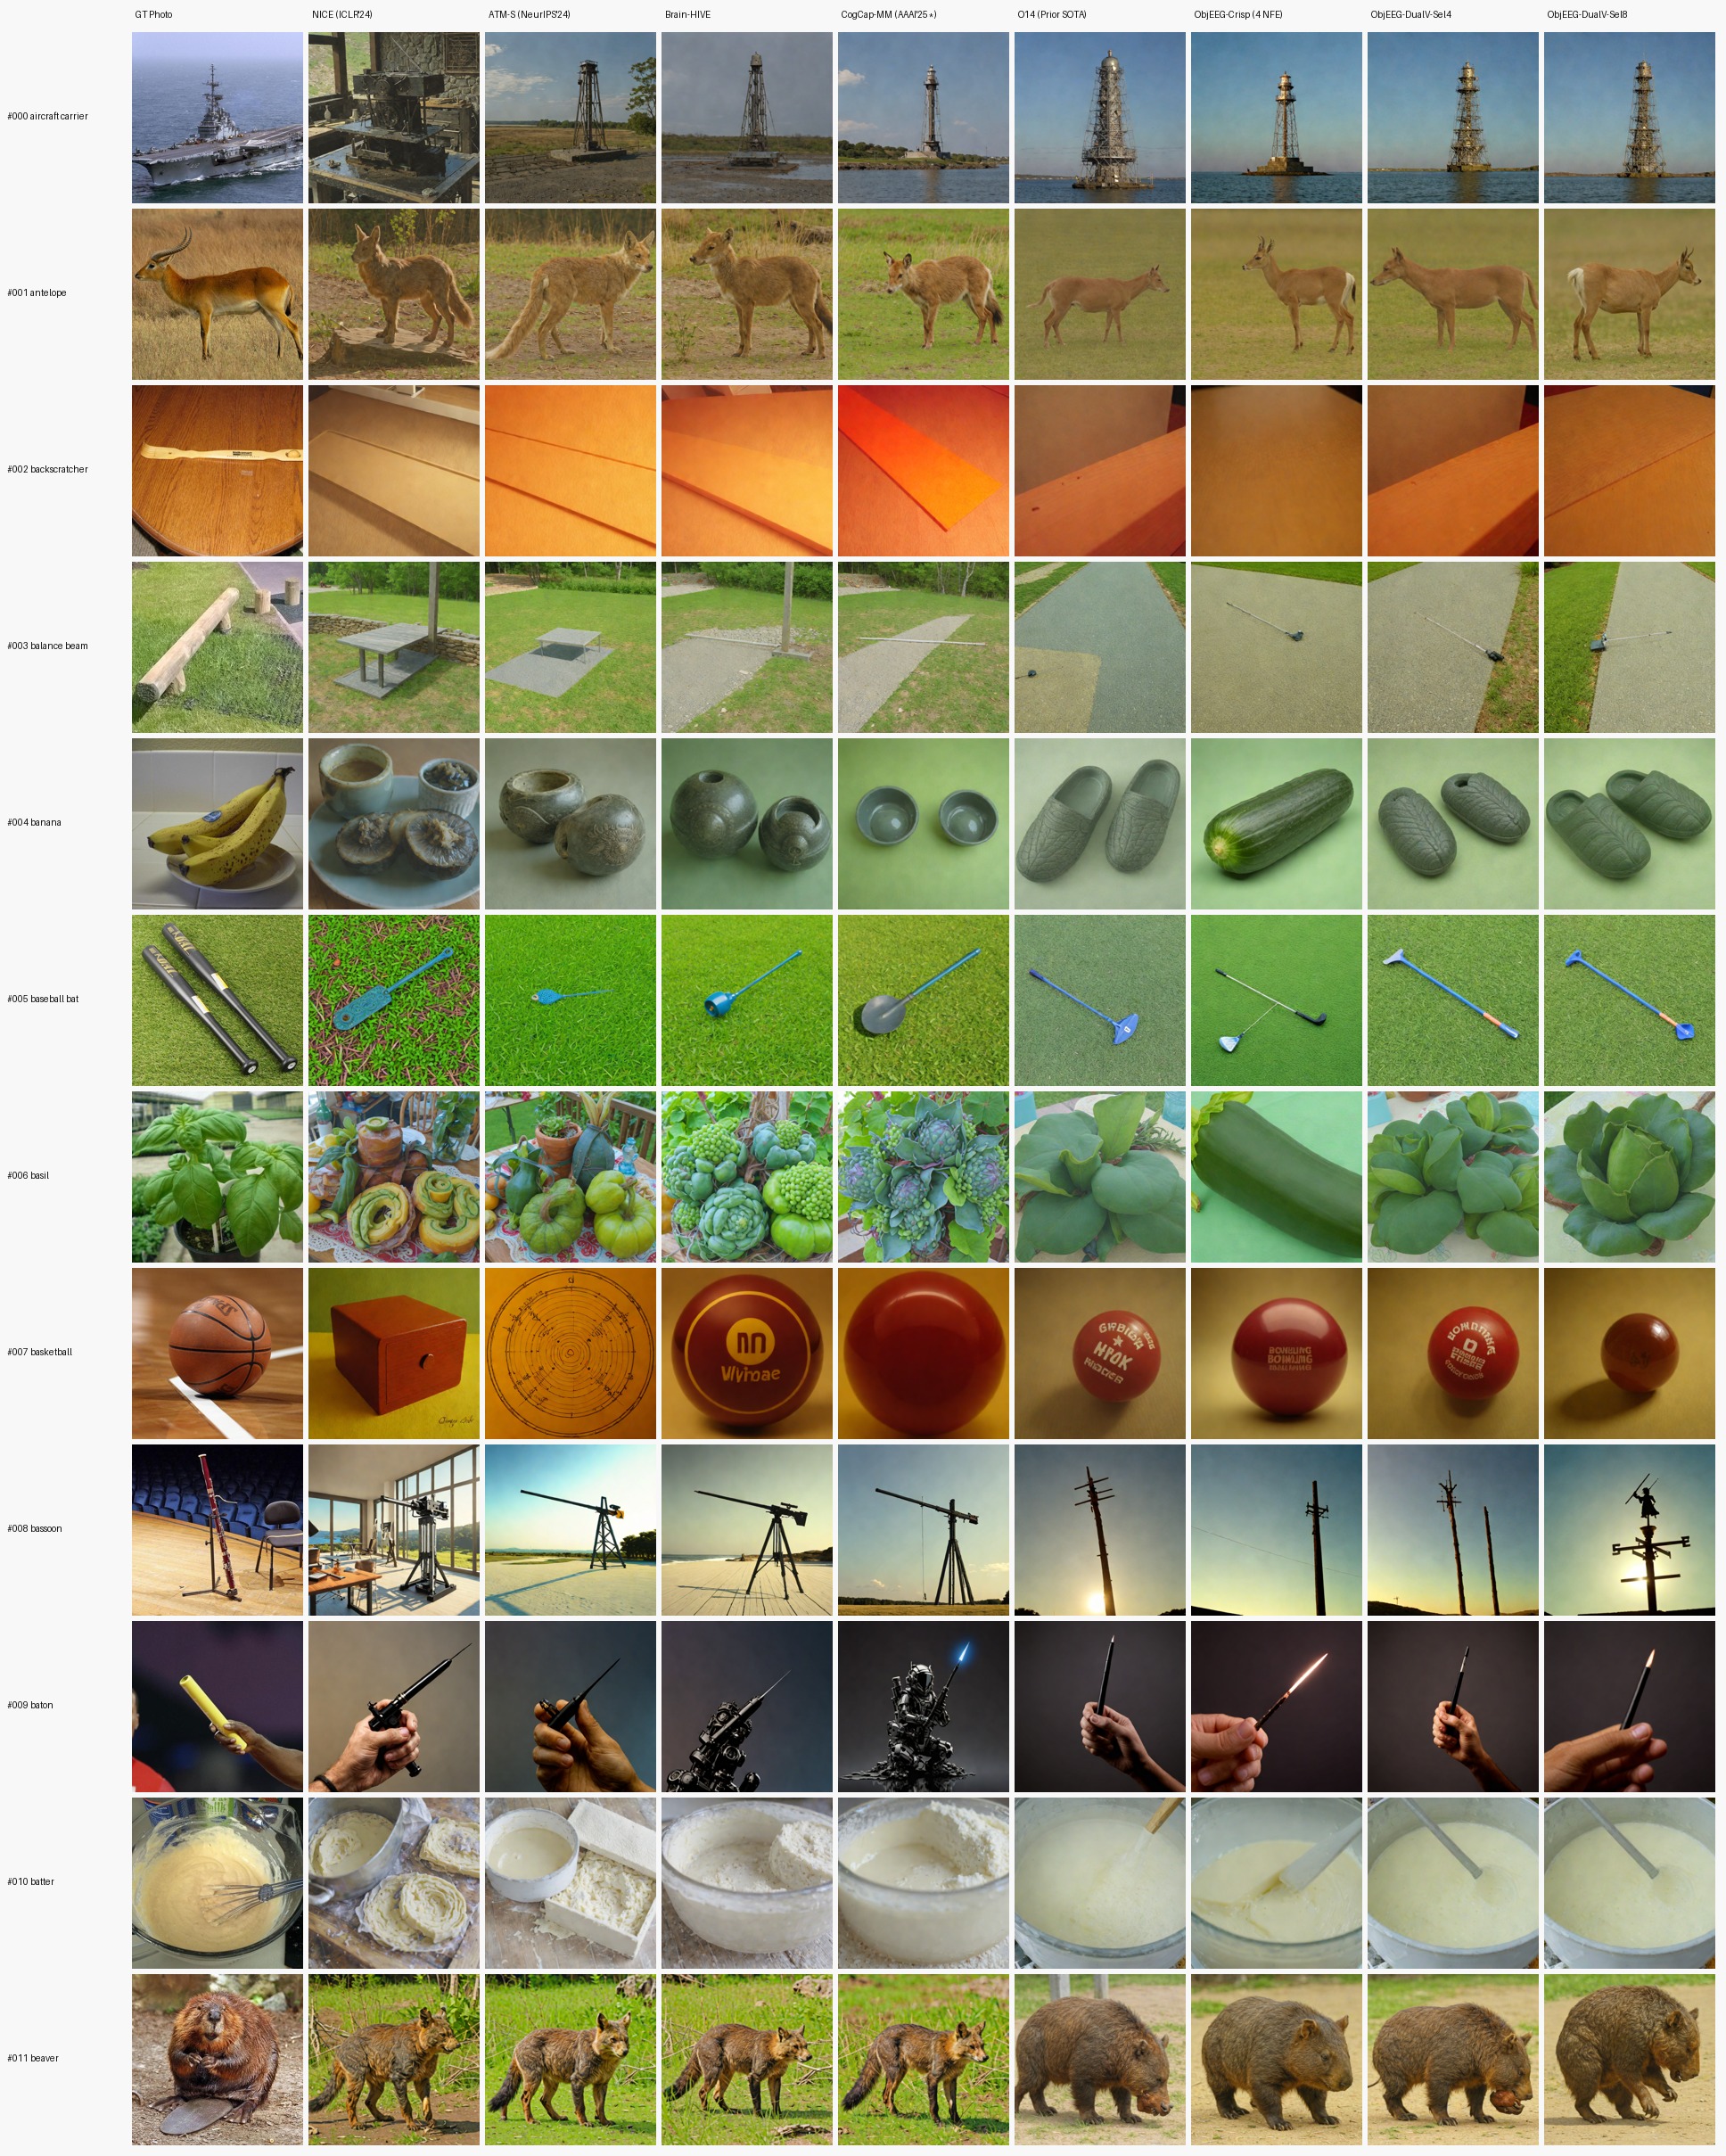 GT Photo
NICE (ICLR'24)
ATM-S (NeurIPS'24)
Brain-HIVE
CogCap-MM (AAAI'25 ★)
O14 (Prior SOTA)
ObjEEG-Crisp (4 NFE)
ObjEEG-DualV-Sel4
ObjEEG-DualV-Sel8
#000 aircraft carrier
#001 antelope
#002 backscratcher
#003 balance beam
#004 banana
#005 baseball bat
#006 basil
#007 basketball
#008 bassoon
#009 baton
#010 batter
#011 beaver